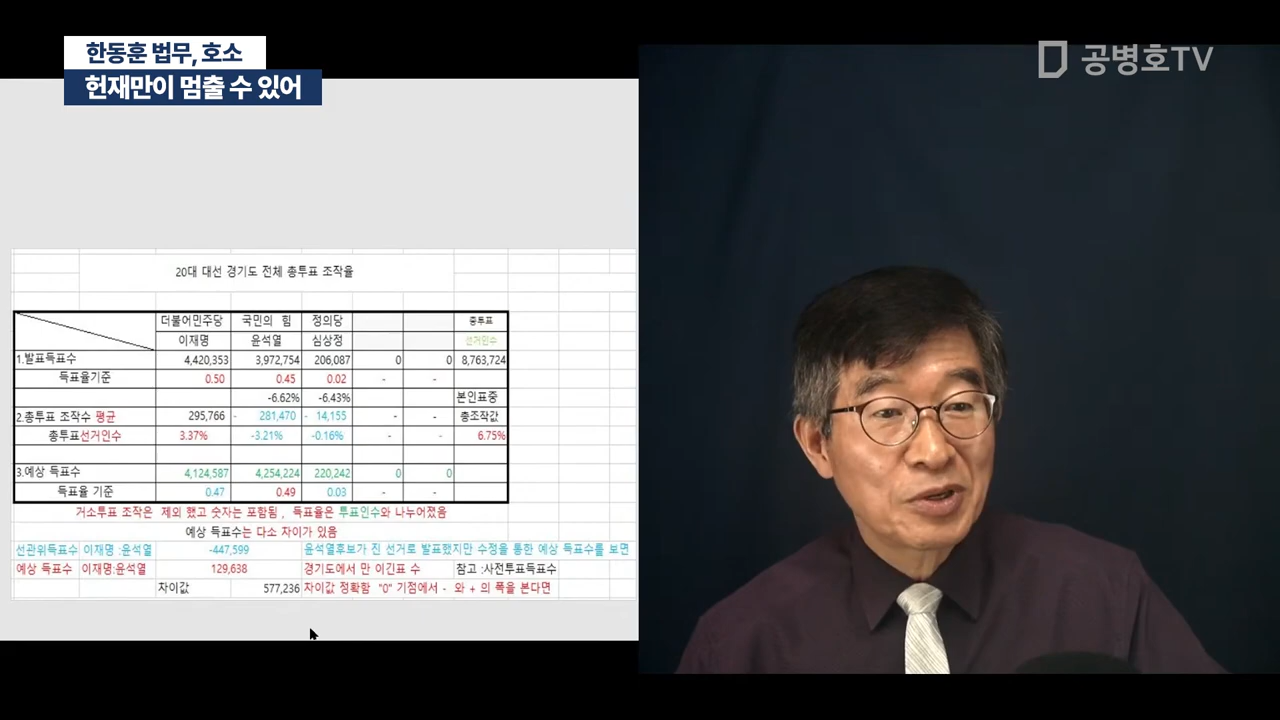 한동훈 법무, 호소
헌재만이 멈출 수 있어
공병호TV
20대 대선 경기도 전체 총투표 조작율
더불어민주당 국민의 힘 정의당 총투표
이재명 윤석열 심상정 선거인수
1.발표득표수 4,420,353 3,972,754 206,087 0 0 8,763,724
득표율기준 0.50 0.45 0.02 - -
-6.62% -6.43% 본인표중
2.총투표 조작수 평균 295,766 - 281,470 - 14,155 - - 총조작값
총투표선거인수 3.37% -3.21% -0.16% - - 6.75%
3.예상 득표수 4,124,587 4,254,224 220,242 0 0
득표율 기준 0.47 0.49 0.03 - -
거소투표 조작은 제외 했고 숫자는 포함됨 , 득표율은 투표인수와 나누어졌음
예상 득표수는 다소 차이가 있음
선관위득표수 이재명 :윤석열 -447,599 윤석열후보가 진 선거로 발표했지만 수정을 통한 예상 득표수를 보면
예상 득표수 이재명:윤석열 129,638 경기도에서 만 이긴표 수 참고 :사전투표득표수
차이값 577,236 차이값 정확함 "0" 기점에서 - 와 + 의 폭을 본다면